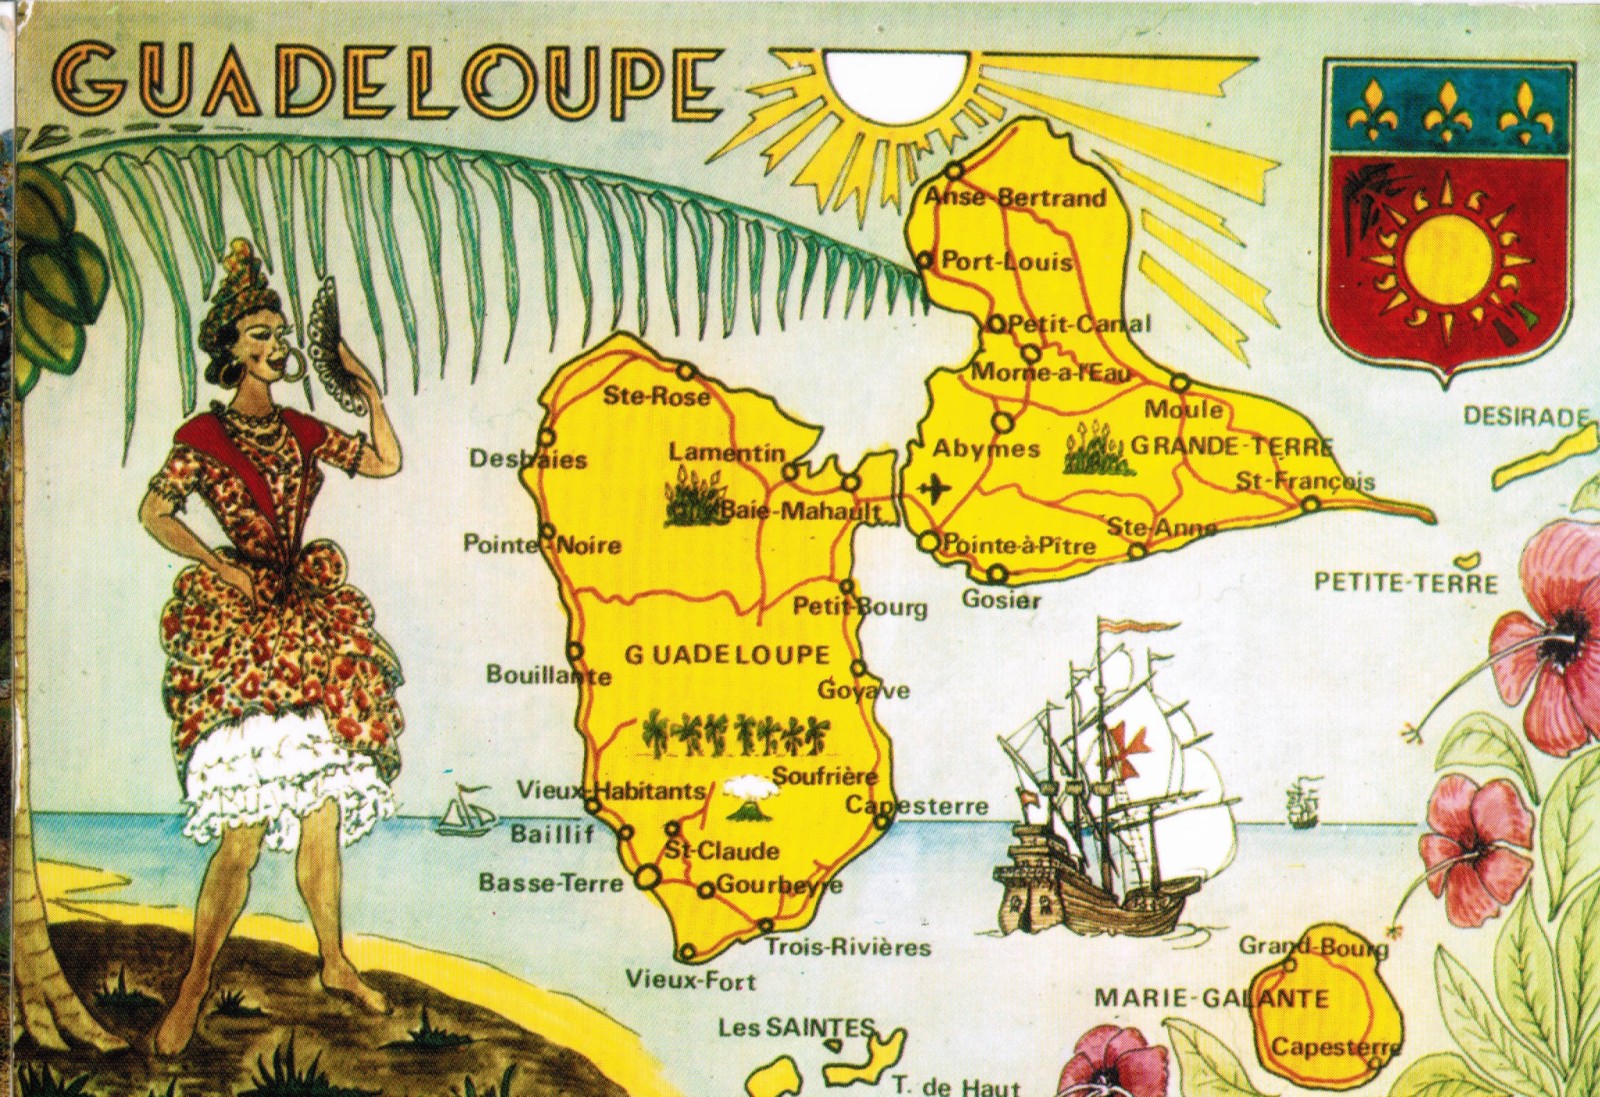 GUADELOUPE
Anse-Bertrand
Port-Louis
Petit-Canal
Morne-a-l'Eau
Moule
Abymes
GRANDE-TERRE
St-François
Ste-Anne
Pointe-à-Pître
Gosier
DESIRADE
PETITE-TERRE
Ste-Rose
Deshaies
Lamentin
Baie-Mahault
Pointe-Noire
Petit-Bourg
GUADELOUPE
Bouillante
Goyave
Soufrière
Vieux-Habitants
Capesterre
Baillif
St-Claude
Basse-Terre
Gourbeyre
Trois-Rivières
Vieux-Fort
Les SAINTES
T. de Haut
Grand-Bourg
MARIE-GALANTE
Capesterre